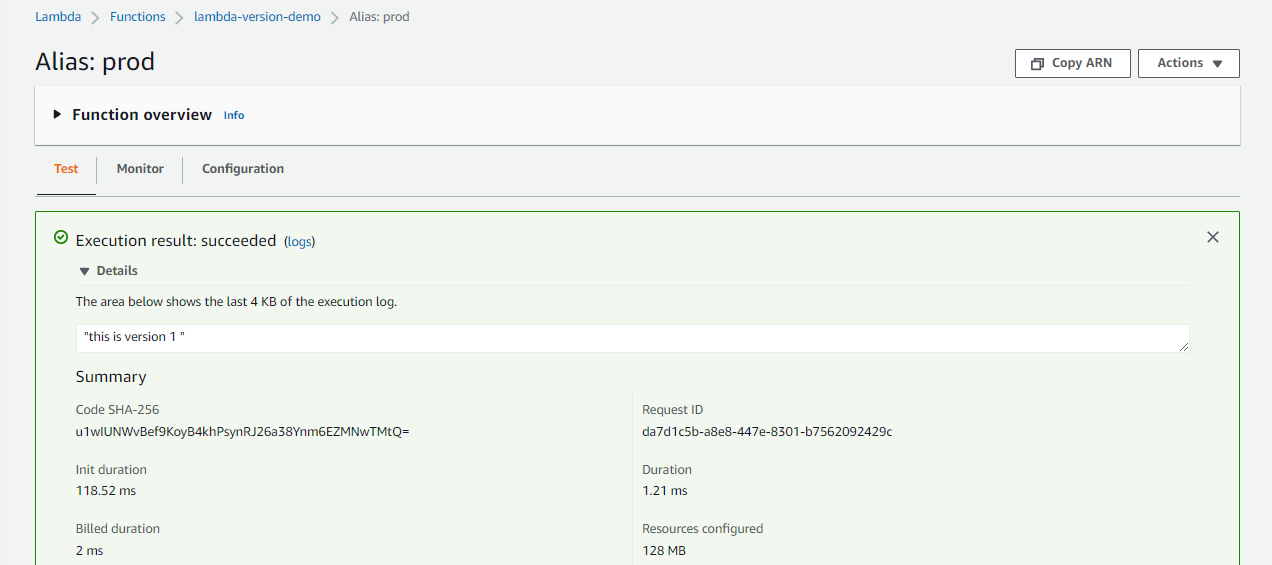 Lambda > Functions > lambda-version-demo > Alias: prod
Alias: prod
Copy ARN
Actions
Function overview Info
Test
Monitor
Configuration
Execution result: succeeded (logs)
Details
The area below shows the last 4 KB of the execution log.
"this is version 1 "
Summary
Code SHA-256
u1wIUNWvBef9KoyB4khPsynRJ26a38Ynm6EZMNwTMtQ=
Request ID
da7d1c5b-a8e8-447e-8301-b7562092429c
Init duration
118.52 ms
Duration
1.21 ms
Billed duration
2 ms
Resources configured
128 MB